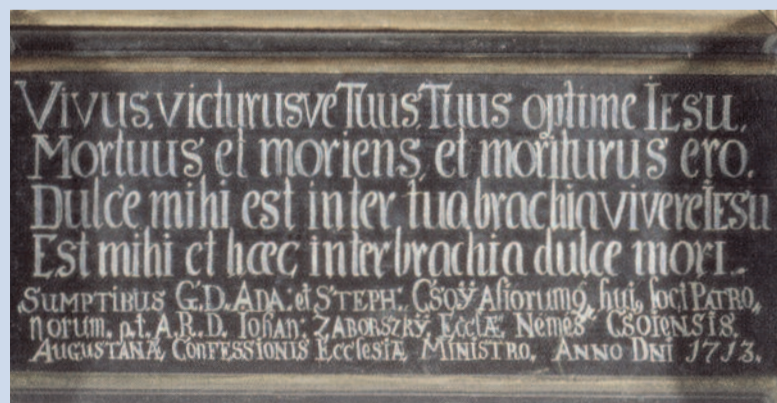 Vivus, victurusve Tuus, Tuus optime IESU.
Mortuus et moriens, et moriturus ero.
Dulce mihi est inter tua brachia vivere IESu
Est mihi et hæc inter brachia dulce mori.
SUMPTIBUS G.D. ADA: et STEPH: Csoÿ Aliorumq. hui, loci PATRO,
norum. p.t. A.R.D. Iohan: ZABORSZKÿ Ecclæ Nemes CSOIENSIS.
AUGUSTANÆ CONFESSIONIS Ecclesiæ MINISTRO. ANNO DNI 1713.